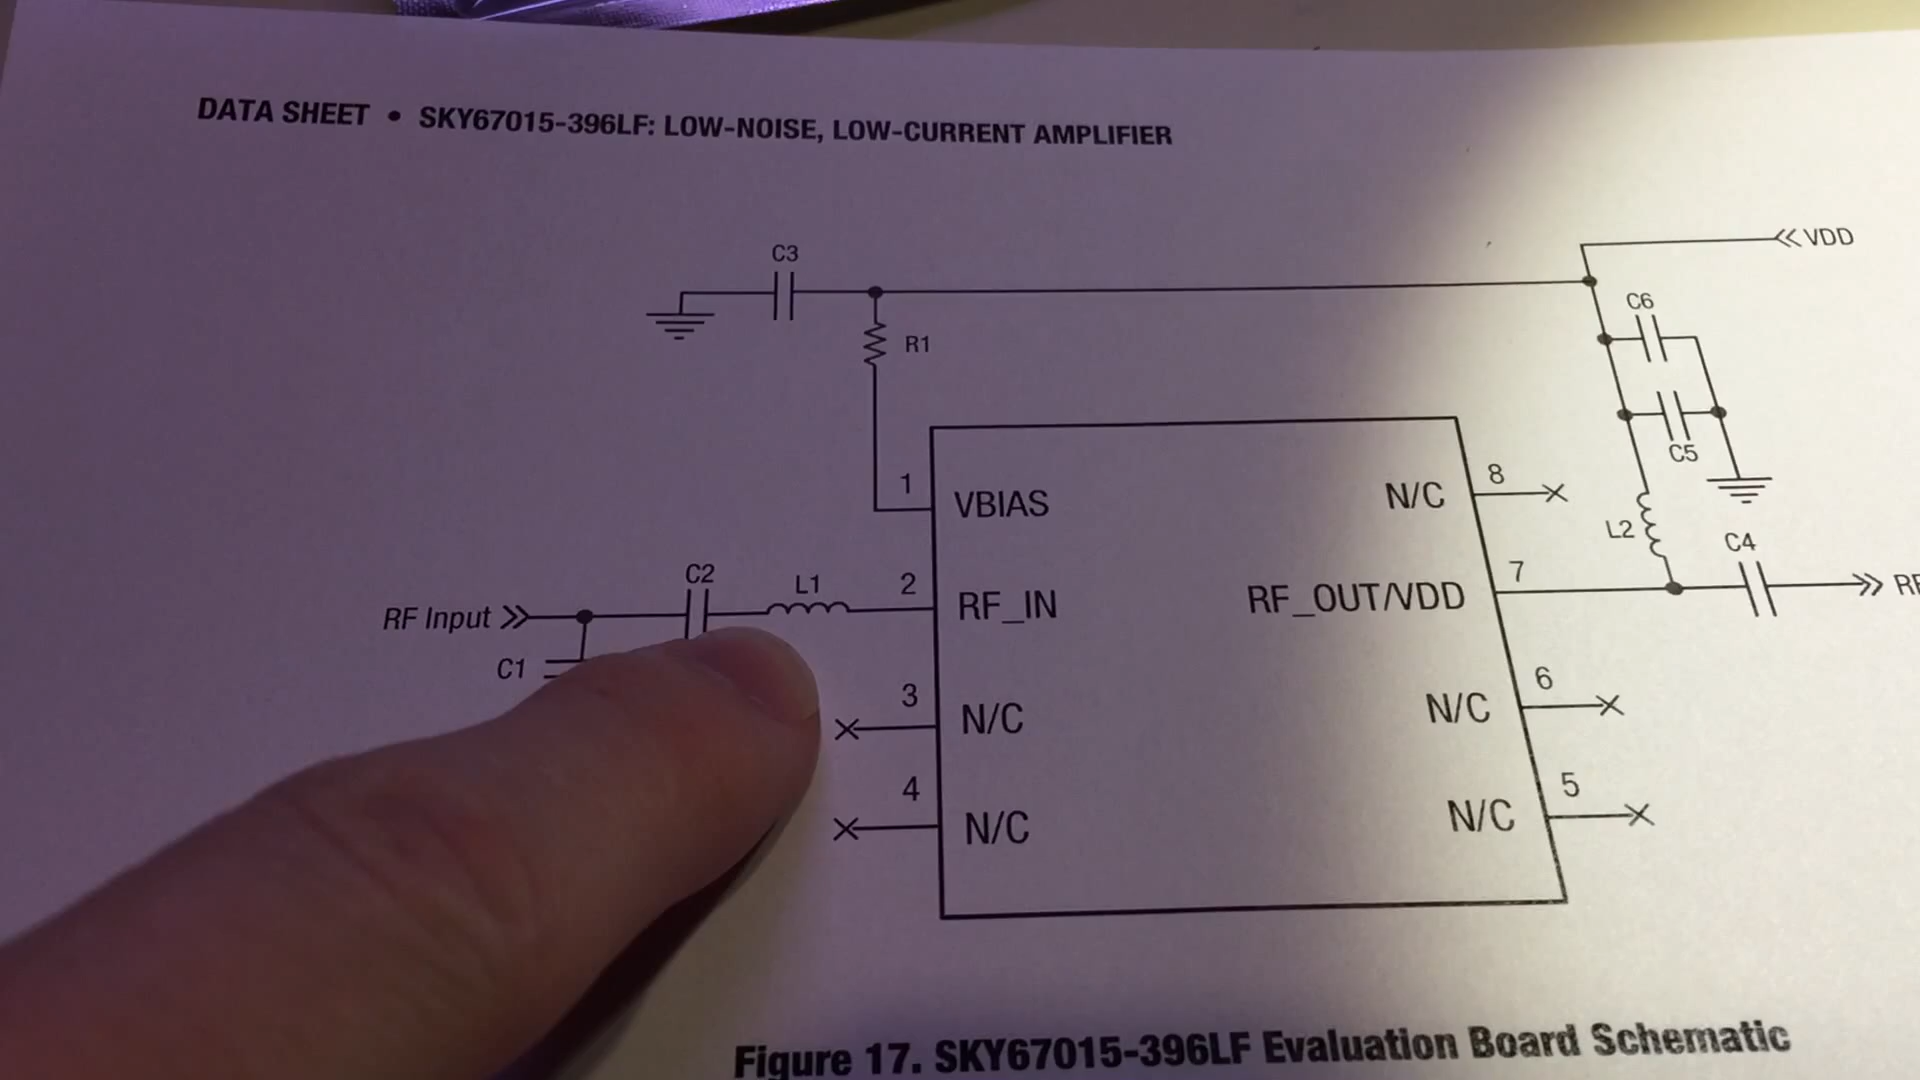 DATA SHEET • SKY67015-396LF: LOW-NOISE, LOW-CURRENT AMPLIFIER
VDD
C3
C6
R1
C5
1
VBIAS
N/C
8
L2
C4
C2
L1
2
7
RF Input
RF_IN
RF_OUT/VDD
C1
3
N/C
N/C
6
4
N/C
N/C
5
Figure 17. SKY67015-396LF Evaluation Board Schematic